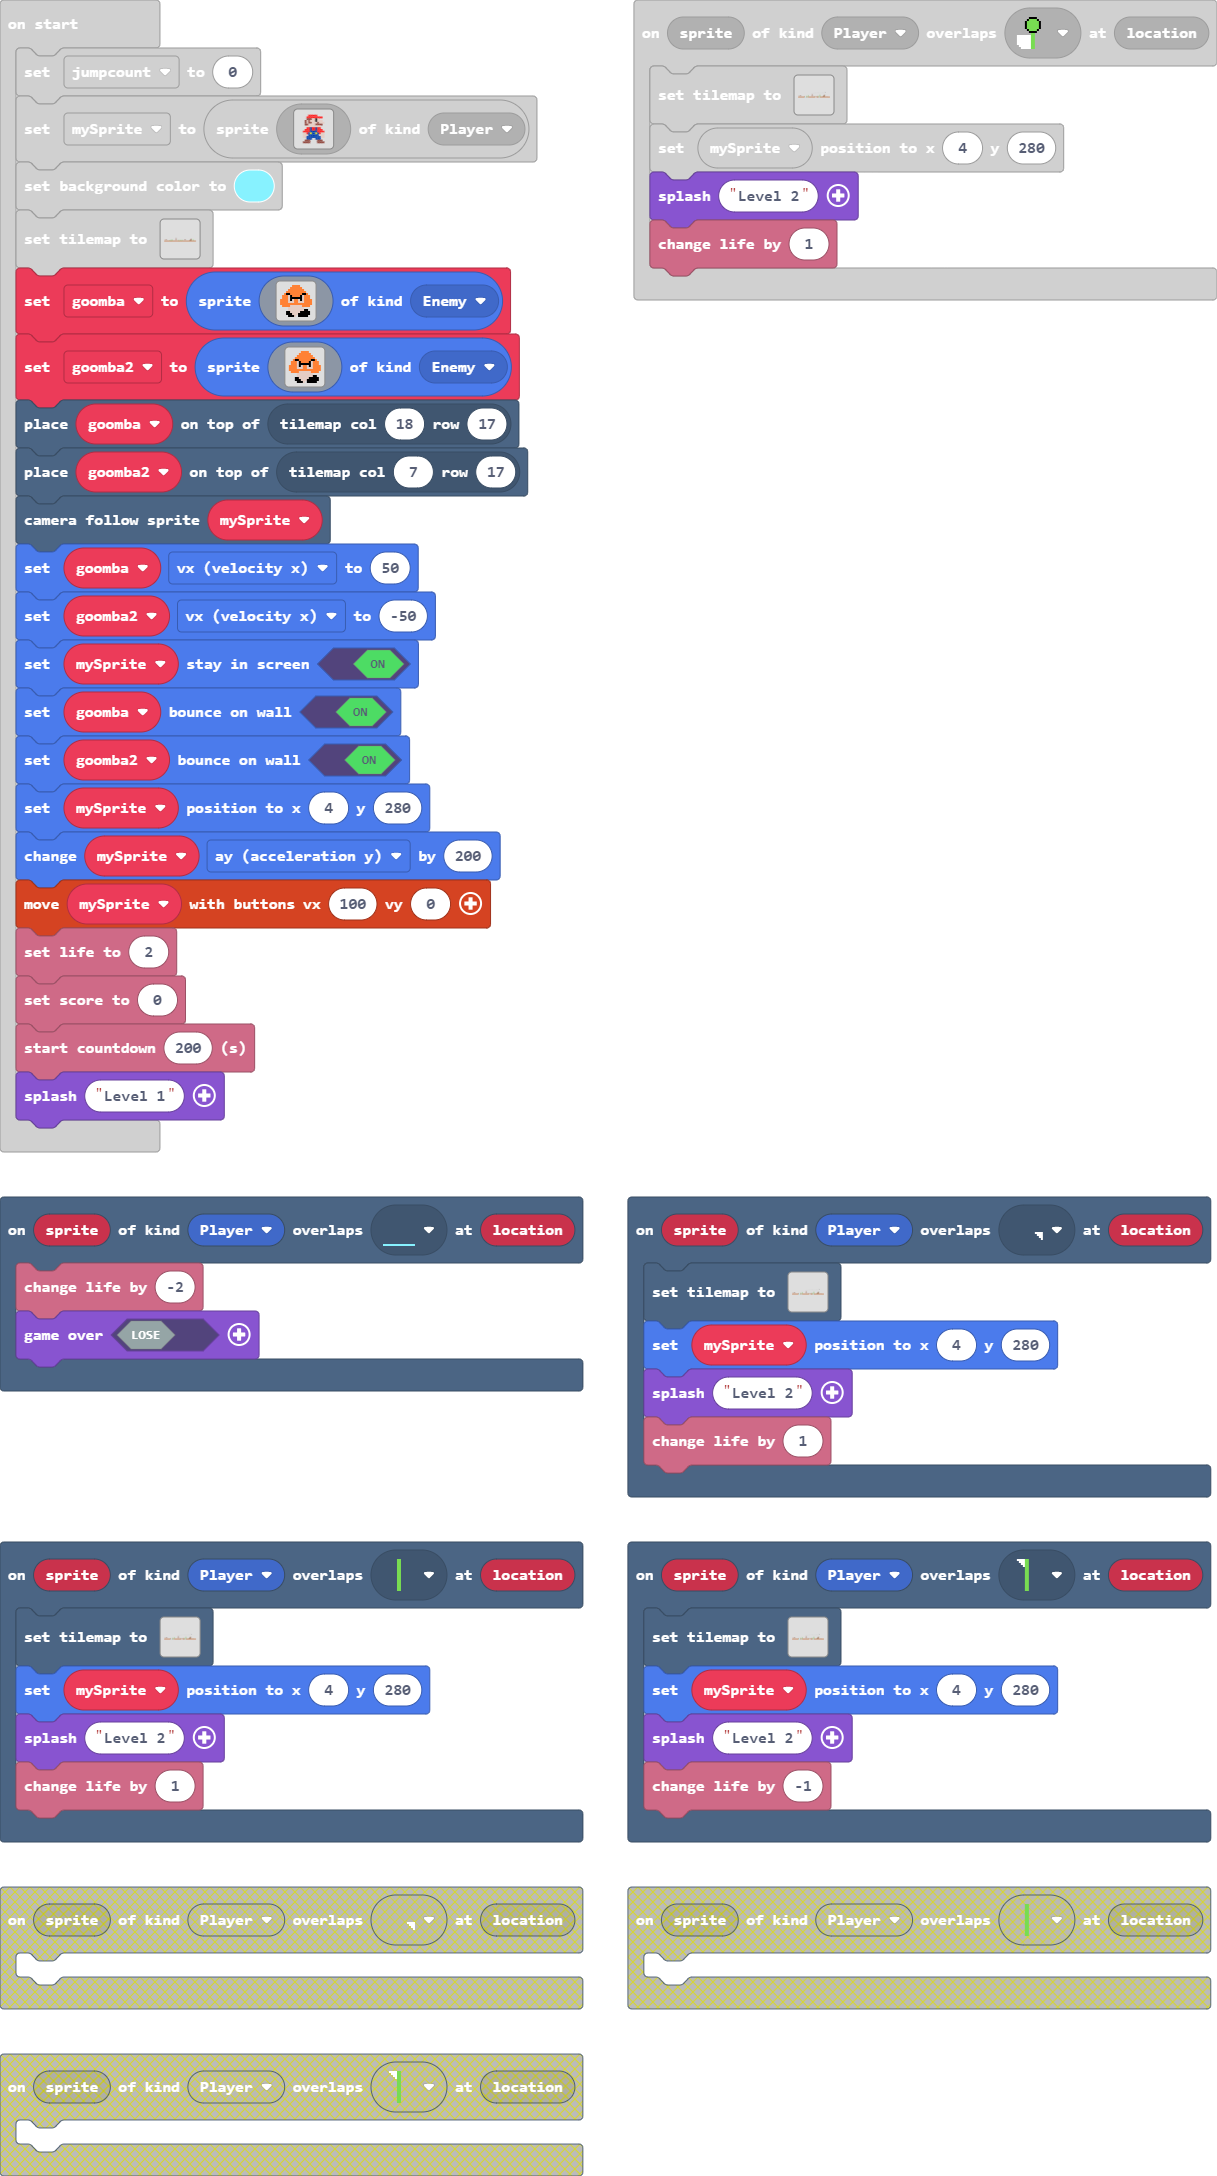 on start
set jumpcount to 0
set mySprite to sprite of kind Player
set background color to
set tilemap to
set goomba to sprite of kind Enemy
set goomba2 to sprite of kind Enemy
place goomba on top of tilemap col 18 row 17
place goomba2 on top of tilemap col 7 row 17
camera follow sprite mySprite
set goomba vx (velocity x) to 50
set goomba2 vx (velocity x) to -50
set mySprite stay in screen ON
set goomba bounce on wall ON
set goomba2 bounce on wall ON
set mySprite position to x 4 y 280
change mySprite ay (acceleration y) by 200
move mySprite with buttons vx 100 vy 0
set life to 2
set score to 0
start countdown 200 (s)
splash "Level 1"
on sprite of kind Player overlaps at location
set tilemap to
set mySprite position to x 4 y 280
splash "Level 2"
change life by 1
on sprite of kind Player overlaps at location
change life by -2
game over LOSE
on sprite of kind Player overlaps at location
set tilemap to
set mySprite position to x 4 y 280
splash "Level 2"
change life by 1
on sprite of kind Player overlaps at location
set tilemap to
set mySprite position to x 4 y 280
splash "Level 2"
change life by 1
on sprite of kind Player overlaps at location
set tilemap to
set mySprite position to x 4 y 280
splash "Level 2"
change life by -1
on sprite of kind Player overlaps at location
on sprite of kind Player overlaps at location
on sprite of kind Player overlaps at location